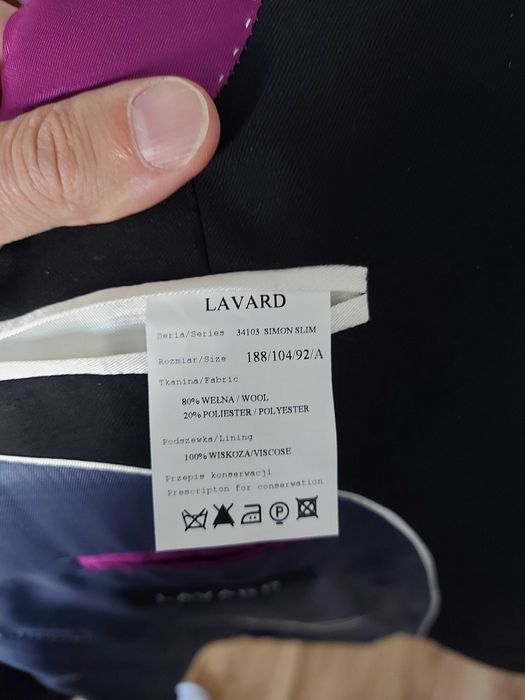 LAVARD
Seria/Series 34103 SIMON SLIM
Rozmiar/Size 188/104/92/A
Tkanina/Fabric
80% WEŁNA / WOOL
20% POLIESTER / POLYESTER
Podszewka/Lining
100% WISKOZA/VISCOSE
Przepis konserwacji
Prescripton for conservation
P
LAVARD